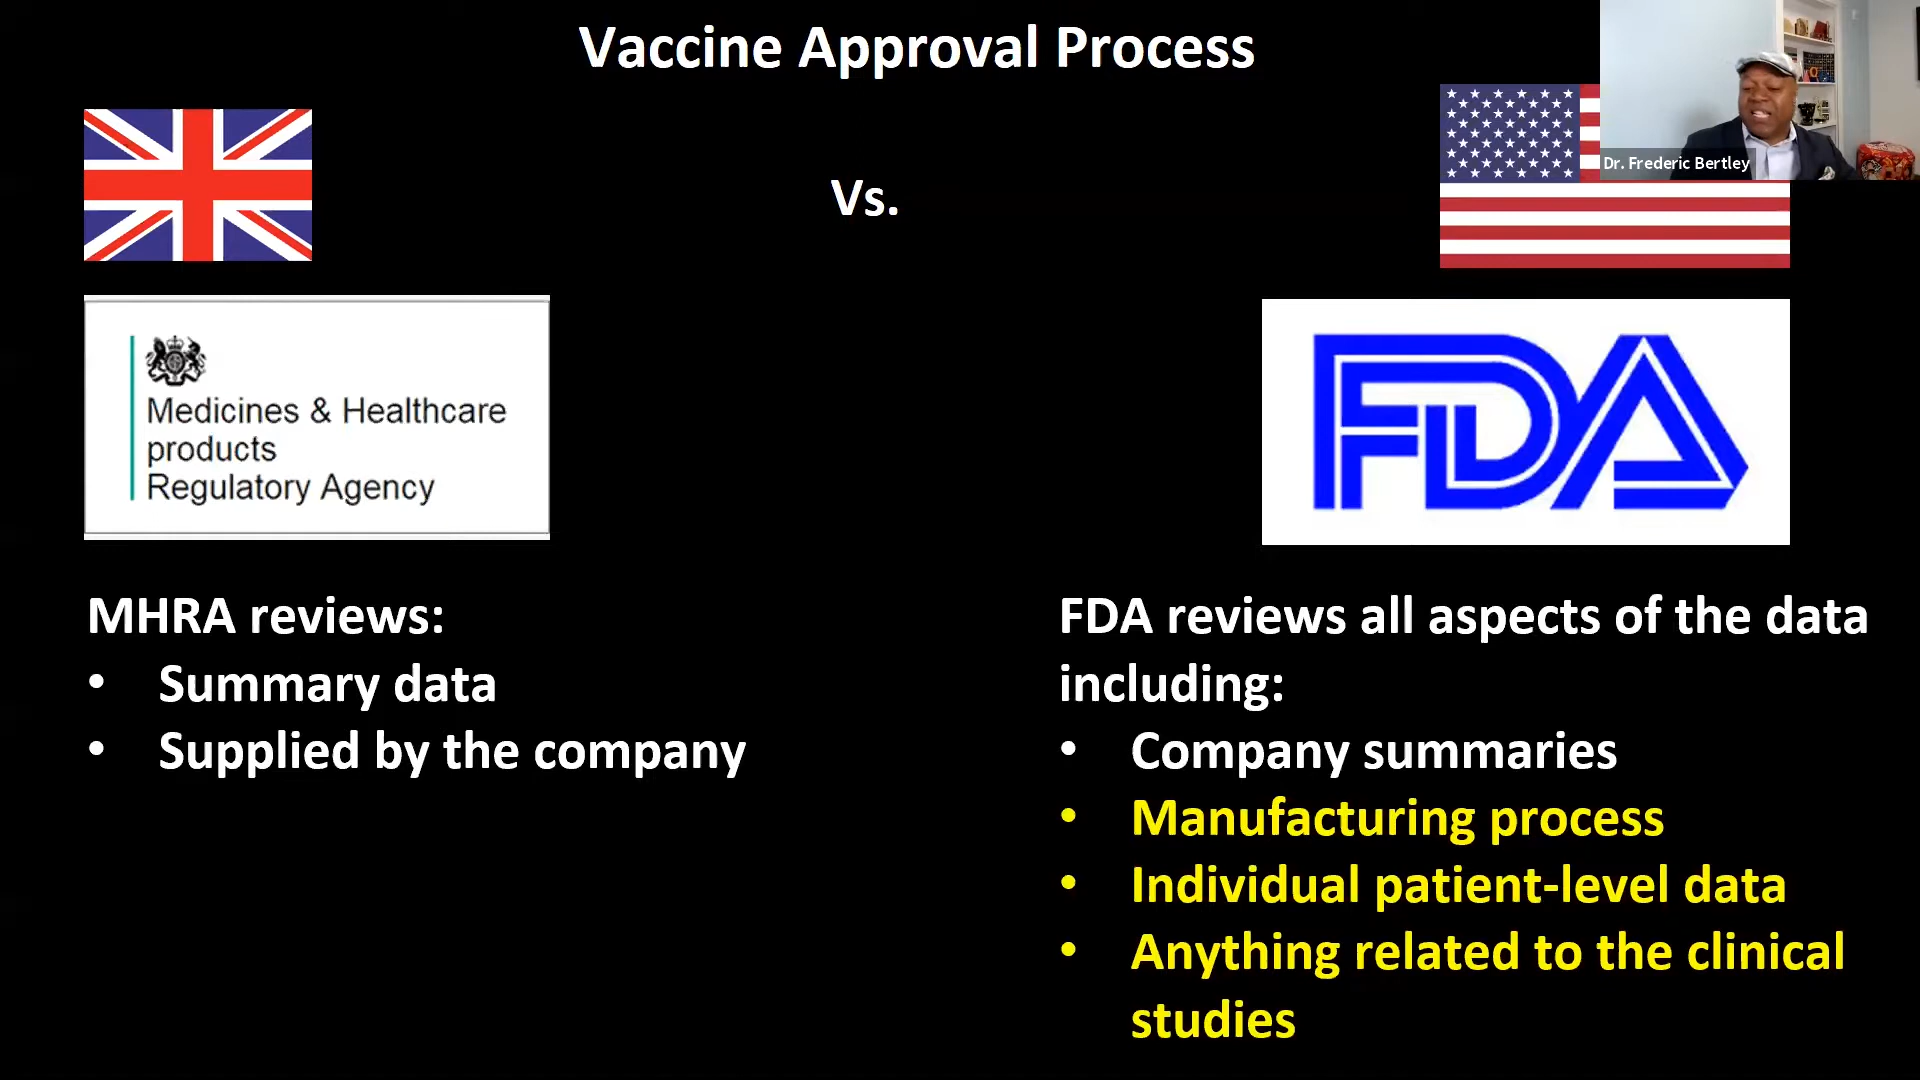 Vaccine Approval Process
Vs.
Dr. Frederic Bertley
Medicines & Healthcare
products
Regulatory Agency
FDA
MHRA reviews:
• Summary data
• Supplied by the company
FDA reviews all aspects of the data
including:
• Company summaries
• Manufacturing process
• Individual patient-level data
• Anything related to the clinical
studies